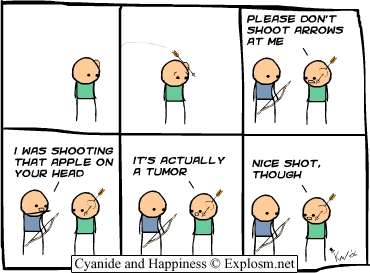 PLEASE DON'T
SHOOT ARROWS
AT ME
I WAS SHOOTING
THAT APPLE ON
YOUR HEAD
IT'S ACTUALLY
A TUMOR
NICE SHOT,
THOUGH
Cyanide and Happiness © Explosm.net